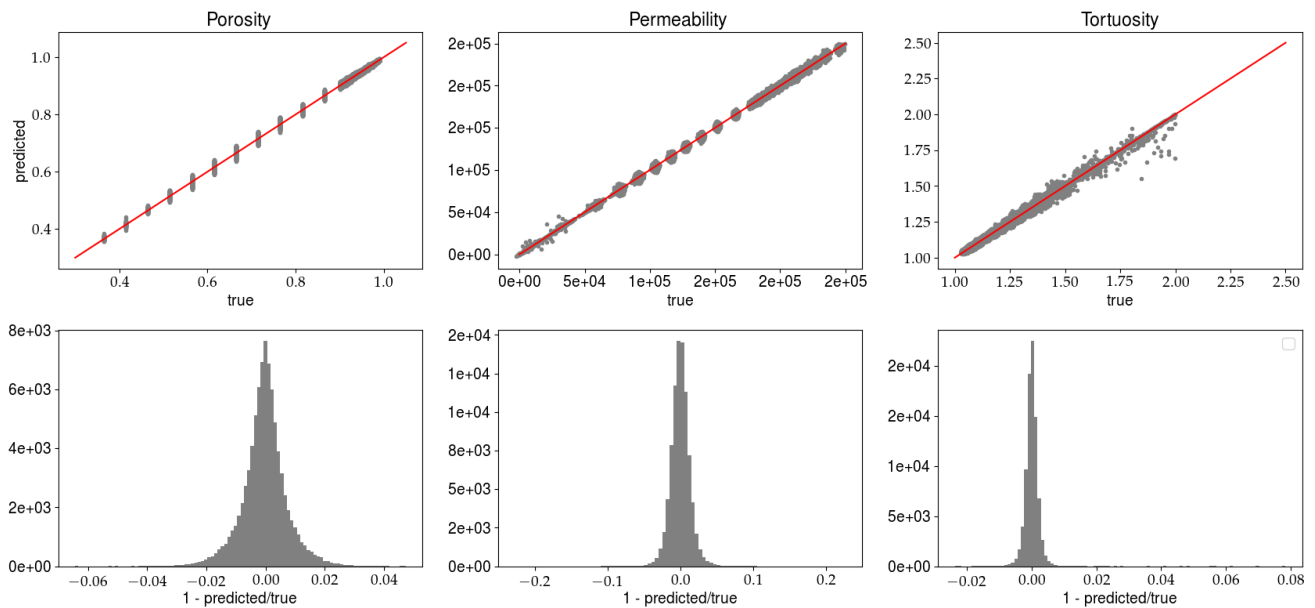 Porosity
Permeability
Tortuosity
1.0
0.8
0.6
0.4
predicted
0.4
0.6
0.8
1.0
true
2e+05
2e+05
2e+05
1e+05
5e+04
0e+00
0e+00
5e+04
1e+05
2e+05
2e+05
2e+05
true
2.50
2.25
2.00
1.75
1.50
1.25
1.00
1.00
1.25
1.50
1.75
2.00
2.25
2.50
true
8e+03
6e+03
4e+03
2e+03
0e+00
−0.06
−0.04
−0.02
0.00
0.02
0.04
1 - predicted/true
2e+04
1e+04
1e+04
8e+03
5e+03
2e+03
0e+00
−0.2
−0.1
0.0
0.1
0.2
1 - predicted/true
2e+04
2e+04
1e+04
5e+03
0e+00
−0.02
0.00
0.02
0.04
0.06
0.08
1 - predicted/true